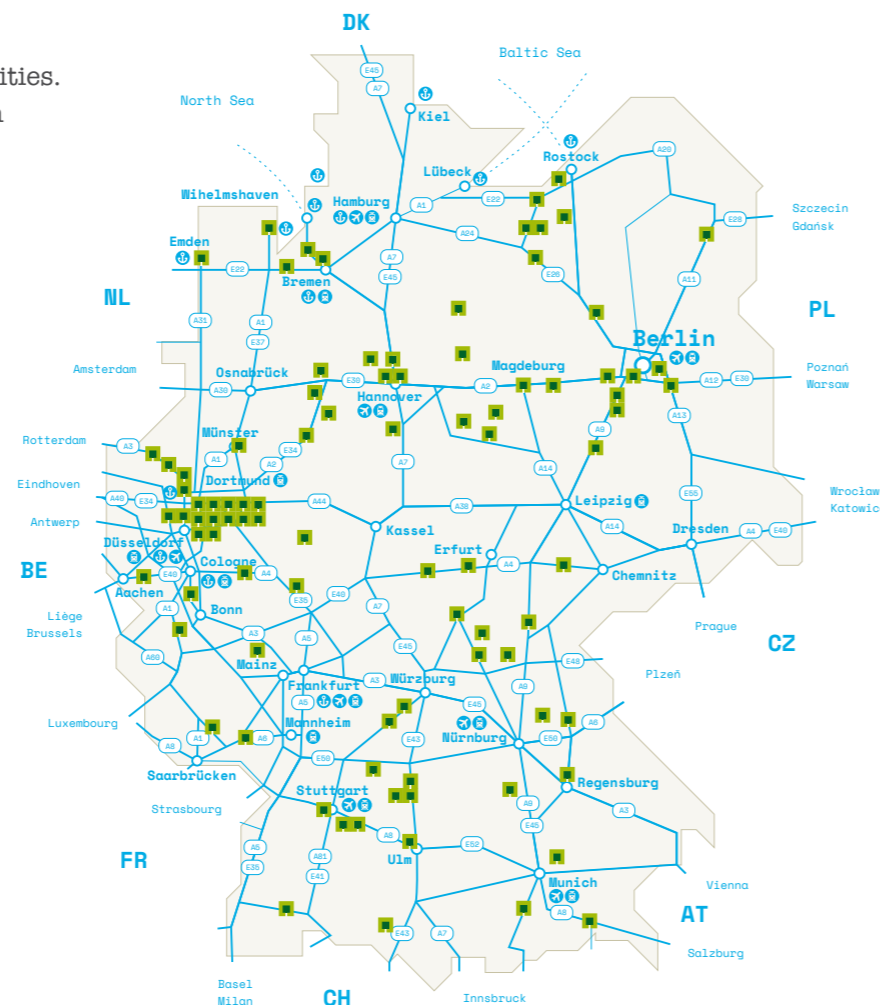 DK
Baltic Sea
ities.
E45
A7
North Sea
Kiel
Rostock
A20
Lübeck
Wihelmshaven
Hamburg
A1
E22
Szczecin
Gdańsk
E28
A24
Emden
A7
E22
E45
E26
A11
Bremen
NL
PL
A1
A31
E37
Berlin
Amsterdam
Osnabrück
E30
Magdeburg
Poznań
Warsaw
A30
A2
A12
E30
Hannover
A13
Münster
A9
Rotterdam
A3
A1
A2
E34
A7
A14
Eindhoven
Dortmund
Wrocław
Katowic
A40
E34
A44
A38
Leipzig
E55
Antwerp
Kassel
A14
Dresden
A4
E40
Düsseldorf
Erfurt
BE
Cologne
A4
A4
Chemnitz
Aachen
E40
E35
E40
Liège
Brussels
A1
Bonn
A7
Prague
A3
A5
E45
CZ
A60
Mainz
E48
Plzeň
Frankfurt
A3
Würzburg
A9
Luxembourg
A5
E45
A1
A6
Mannheim
E43
Nürnburg
E50
A6
A8
E50
Saarbrücken
Regensburg
Stuttgart
Strasbourg
A9
A3
E45
A8
FR
A5
A81
Ulm
E52
E35
E41
Munich
Vienna
A8
AT
E43
A7
Salzburg
Basel
Milan
CH
Innsbruck